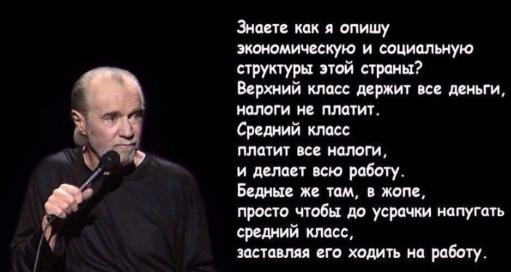 Знаете как я опишу
экономическую и социальную
структуры этой страны?
Верхний класс держит все деньги,
налоги не платит.
Средний класс
платит все налоги,
и делает всю работу.
Бедные же там, в жопе,
просто чтобы до усрачки напугать
средний класс,
заставляя его ходить на работу.